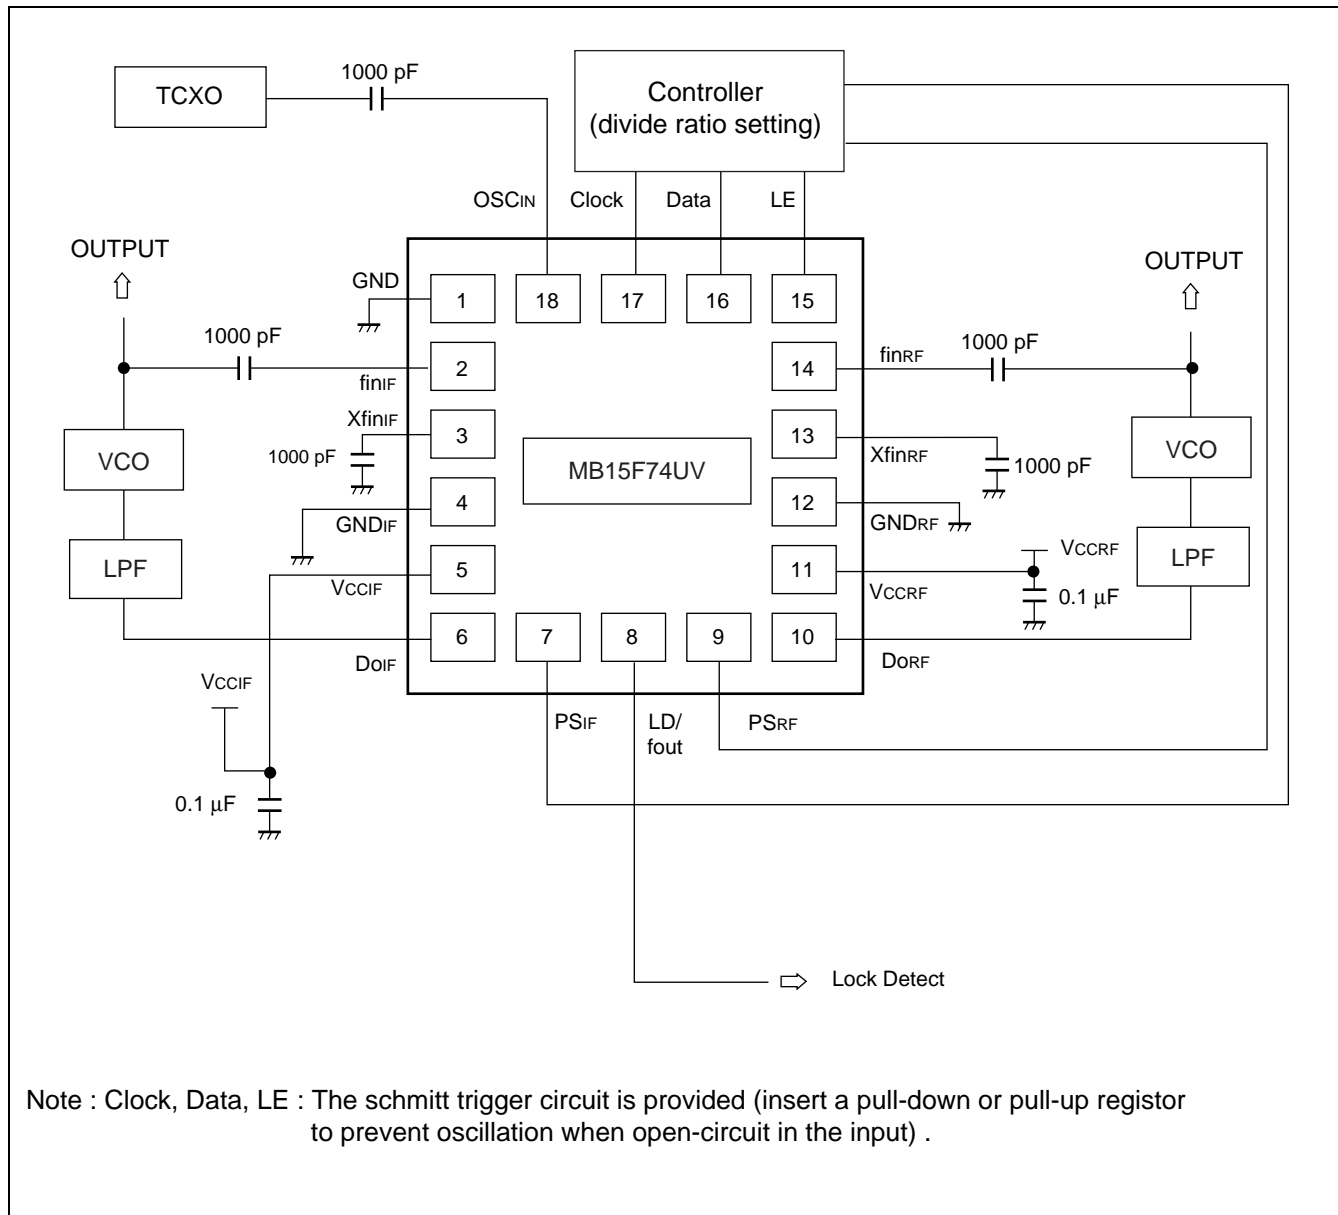 1000 pF
TCXO
Controller
(divide ratio setting)
OSCIN
Clock
Data
LE
OUTPUT
OUTPUT
GND
1
18
17
16
15
1000 pF
finIF
2
14
finRF
1000 pF
XfinIF
3
13
XfinRF
1000 pF
1000 pF
VCO
MB15F74UV
VCO
4
GNDIF
12
GNDRF
LPF
5
VCCIF
11
VCCRF
VCCRF
0.1 μF
LPF
6
DoIF
7
8
9
10
DoRF
VCCIF
0.1 μF
PSIF
LD/
fout
PSRF
Lock Detect
Note : Clock, Data, LE : The schmitt trigger circuit is provided (insert a pull-down or pull-up registor
to prevent oscillation when open-circuit in the input) .